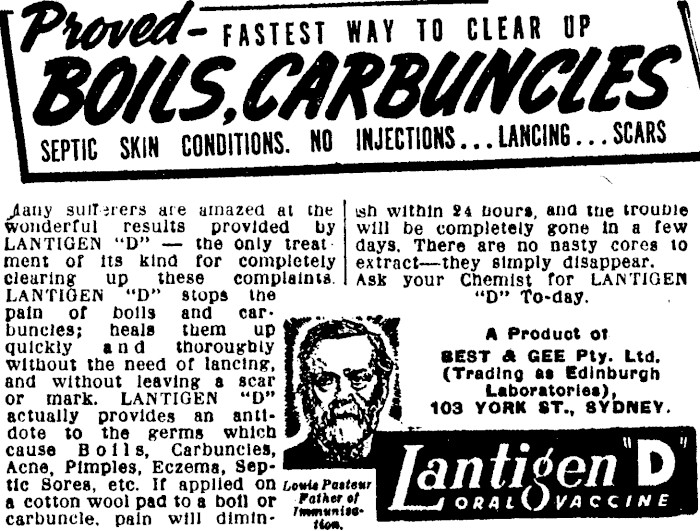 Proved- FASTEST WAY TO CLEAR UP
BOILS, CARBUNCLES
SEPTIC SKIN CONDITIONS. NO INJECTIONS... LANCING... SCARS
Many sufferers are amazed at the
wonderful results provided by
LANTIGEN "D" — the only treat-
ment of its kind for completely
clearing up these complaints.
LANTIGEN "D" stops the
pain of boils and car-
buncles; heals them up
quickly and thoroughly
without the need of lancing,
and without leaving a scar
or mark. LANTIGEN "D"
actually provides an anti-
dote to the germs which
cause Boils, Carbuncles,
Acne, Pimples, Eczema, Sep-
tic Sores, etc. If applied on
a cotton wool pad to a boil or
carbuncle, pain will dimin-
ish within 24 hours, and the trouble
will be completely gone in a few
days. There are no nasty cores to
extract—they simply disappear.
Ask your Chemist for LANTIGEN
"D" To-day.
Louis Pasteur
Father of
Immunisa-
tion.
A Product of
BEST & GEE Pty. Ltd.
(Trading as Edinburgh
Laboratories),
103 YORK ST., SYDNEY.
Lantigen "D"
ORAL VACCINE